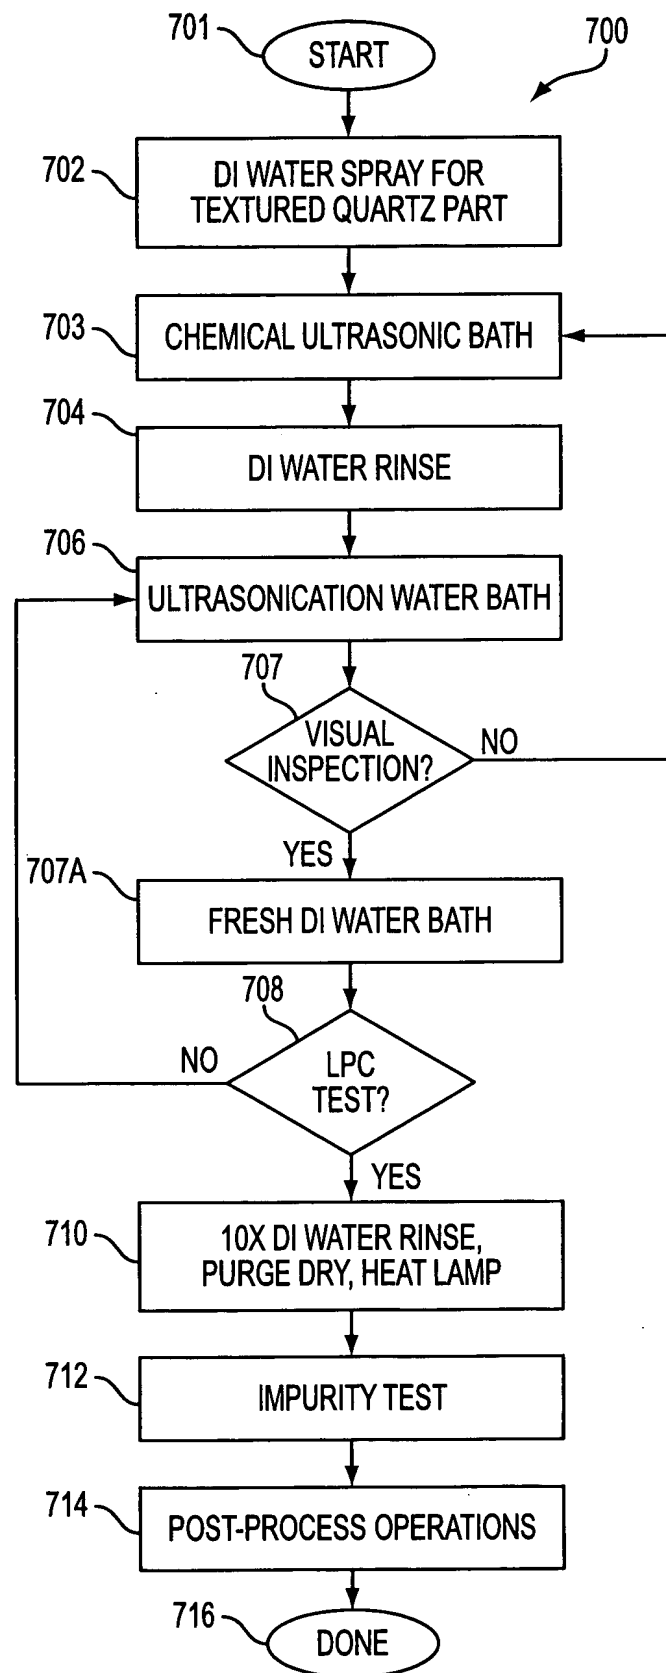 701
START
700
702
DI WATER SPRAY FOR
TEXTURED QUARTZ PART
703
CHEMICAL ULTRASONIC BATH
704
DI WATER RINSE
706
ULTRASONICATION WATER BATH
707
VISUAL
INSPECTION?
NO
YES
707A
FRESH DI WATER BATH
708
NO
LPC
TEST?
YES
710
10X DI WATER RINSE,
PURGE DRY, HEAT LAMP
712
IMPURITY TEST
714
POST-PROCESS OPERATIONS
716
DONE